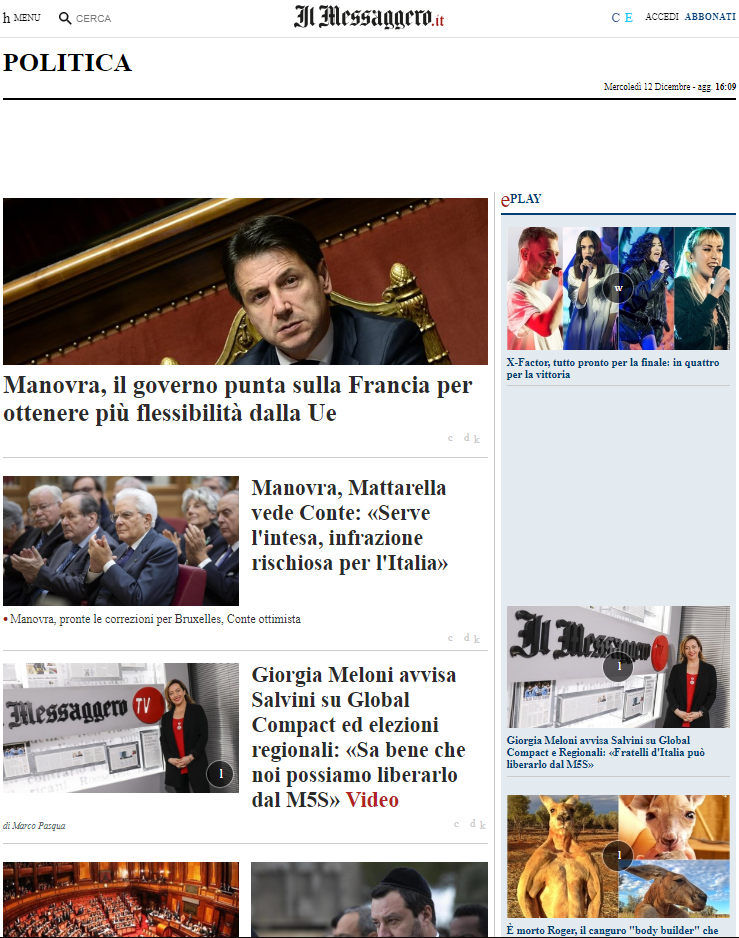 h MENU CERCA Il Messaggero.it C E ACCEDI ABBONATI
POLITICA
Mercoledì 12 Dicembre - agg. 16:09
Manovra, il governo punta sulla Francia per
ottenere più flessibilità dalla Ue
c d k
Manovra, Mattarella
vede Conte: «Serve
l'intesa, infrazione
rischiosa per l'Italia»
• Manovra, pronte le correzioni per Bruxelles, Conte ottimista
c d k
Messaggero TV
l
Giorgia Meloni avvisa
Salvini su Global
Compact ed elezioni
regionali: «Sa bene che
noi possiamo liberarlo
dal M5S» Video
di Marco Pasqua
c d k
ePLAY
w
X-Factor, tutto pronto per la finale: in quattro
per la vittoria
Il Messaggero
l
Giorgia Meloni avvisa Salvini su Global
Compact e Regionali: «Fratelli d'Italia può
liberarlo dal M5S»
l
È morto Roger, il canguro "body builder" che